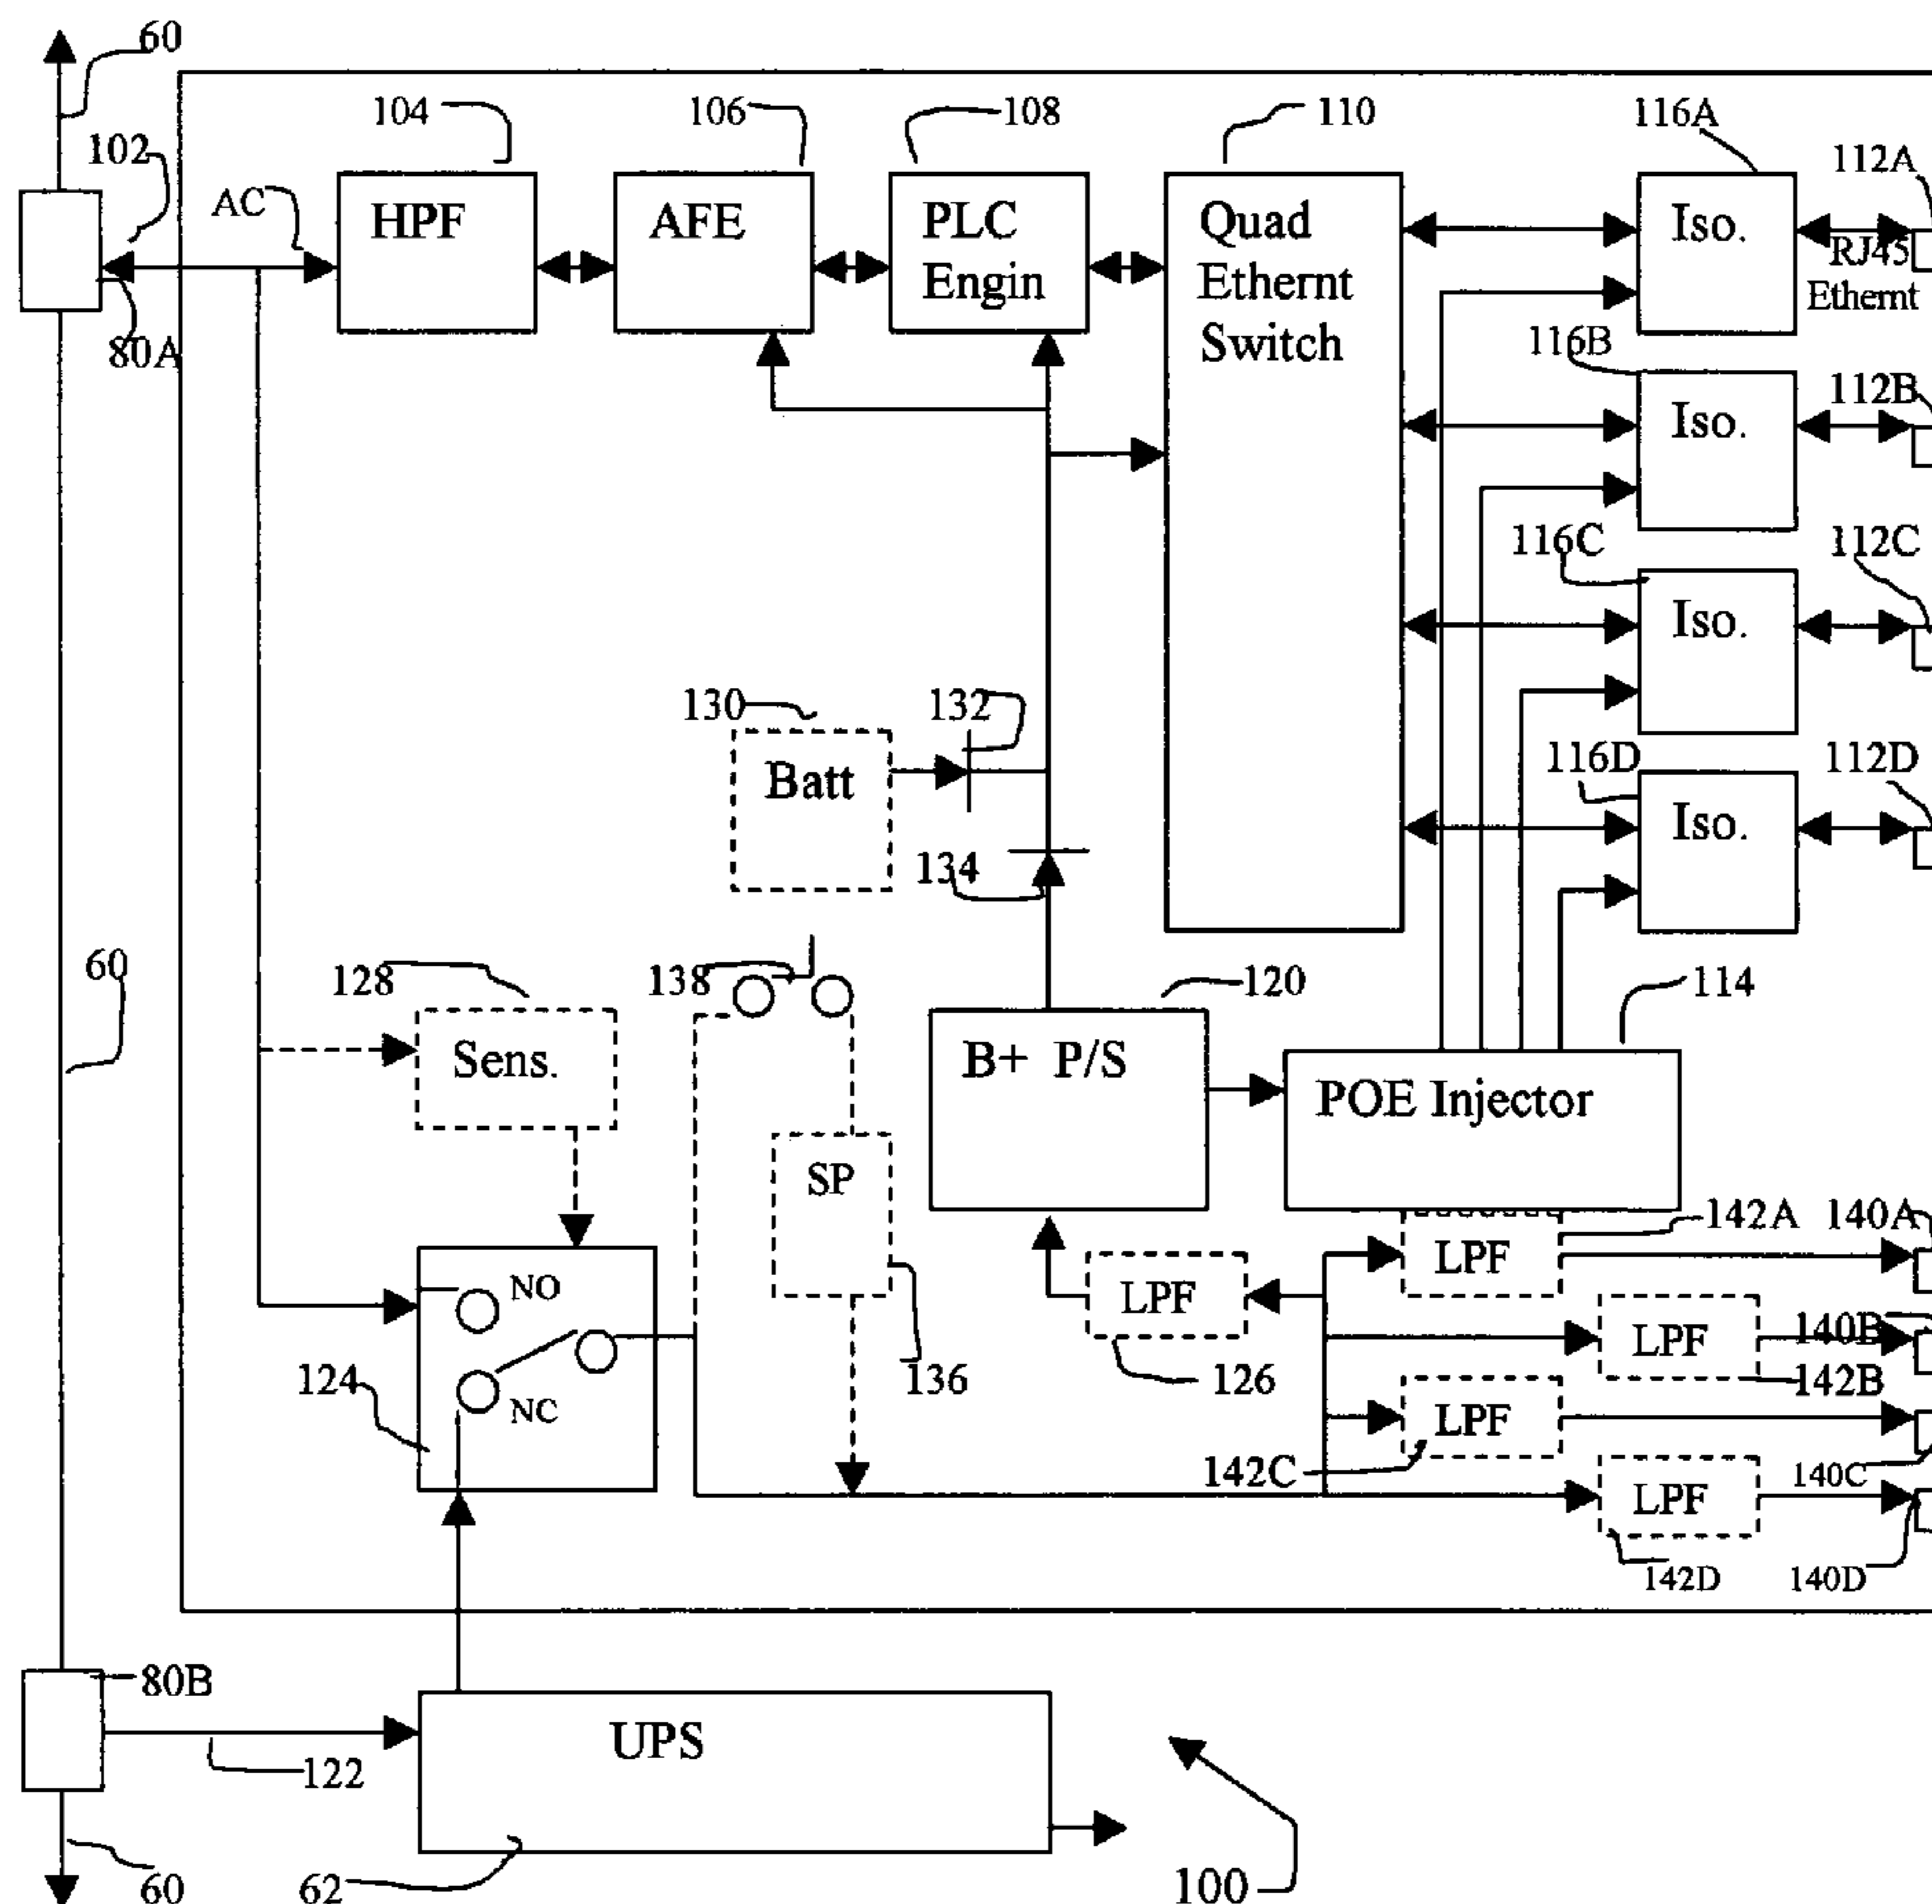 60
104
106
108
110
116A
112A
102
AC
HPF
AFE
PLC
Engin
Quad
Ethernt
Switch
Iso.
RJ45
Ethernt
80A
116B
112B
Iso.
116C
112C
Iso.
130
132
116D
112D
Batt
Iso.
134
60
128
138
120
114
Sens.
B+ P/S
POE Injector
SP
142A
140A
LPF
NO
LPF
140B
LPF
124
136
126
142B
NC
LPF
142C
140C
LPF
142D
140D
80B
UPS
122
60
62
100